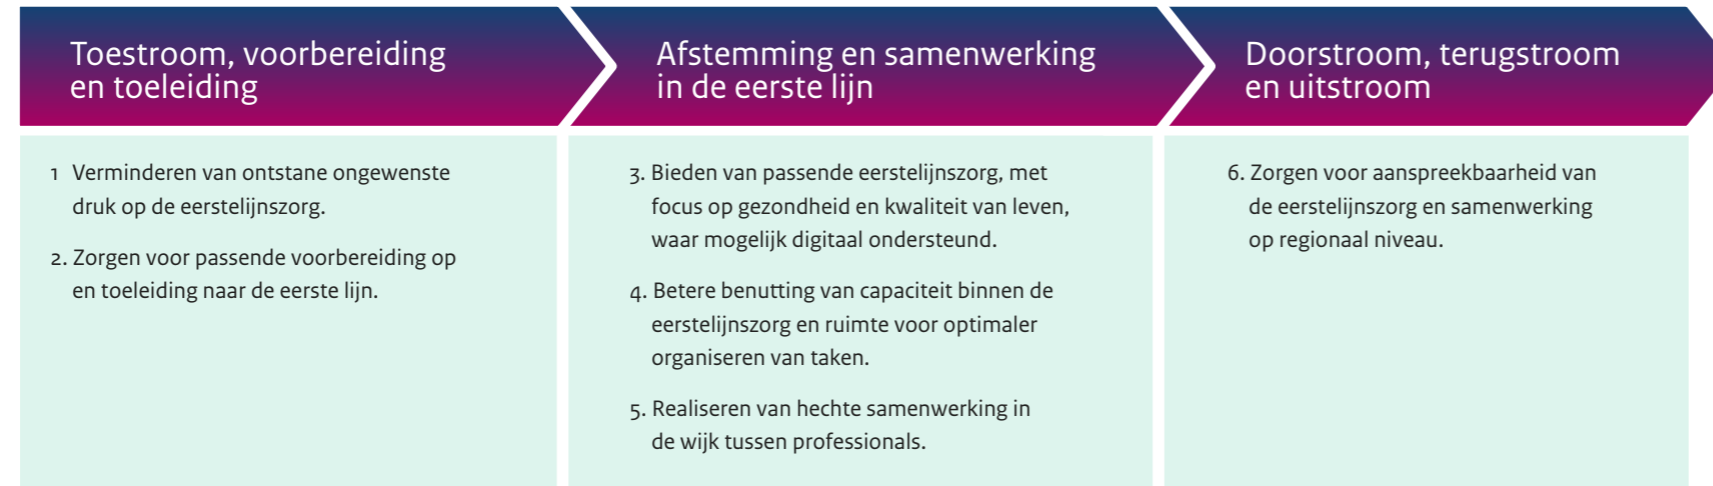 Toestroom, voorbereiding
en toeleiding
1 Verminderen van ontstane ongewenste
druk op de eerstelijnszorg.
2. Zorgen voor passende voorbereiding op
en toeleiding naar de eerste lijn.
Afstemming en samenwerking
in de eerste lijn
3. Bieden van passende eerstelijnszorg, met
focus op gezondheid en kwaliteit van leven,
waar mogelijk digitaal ondersteund.
4. Betere benutting van capaciteit binnen de
eerstelijnszorg en ruimte voor optimaler
organiseren van taken.
5. Realiseren van hechte samenwerking in
de wijk tussen professionals.
Doorstroom, terugstroom
en uitstroom
6. Zorgen voor aanspreekbaarheid van
de eerstelijnszorg en samenwerking
op regionaal niveau.